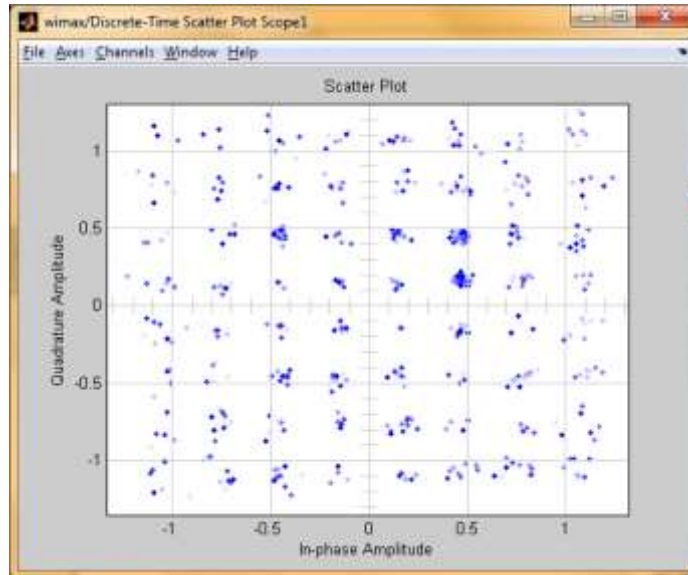 wimax/Discrete-Time Scatter Plot Scope1
File Axes Channels Window Help
Scatter Plot
1
0.5
0
-0.5
-1
Quadrature Amplitude
-1 -0.5 0 0.5 1
In-phase Amplitude